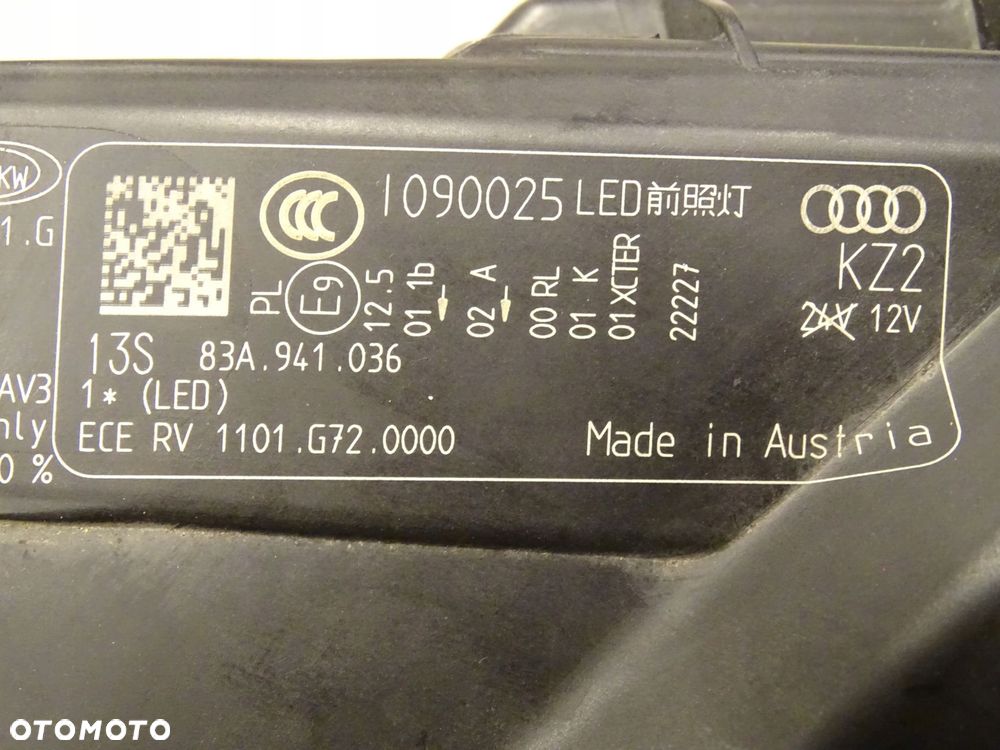 KW
1.G
AV3
nly
0 %
CCC
1090025 LED前照灯
KZ2
24V 12V
PL
E9
12.5
01 1b
02 A
00 RL
01 K
01 XCTER
22227
13S 83A.941.036
1* (LED)
ECE RV 1101.G72.0000
Made in Austria
OTOMOTO